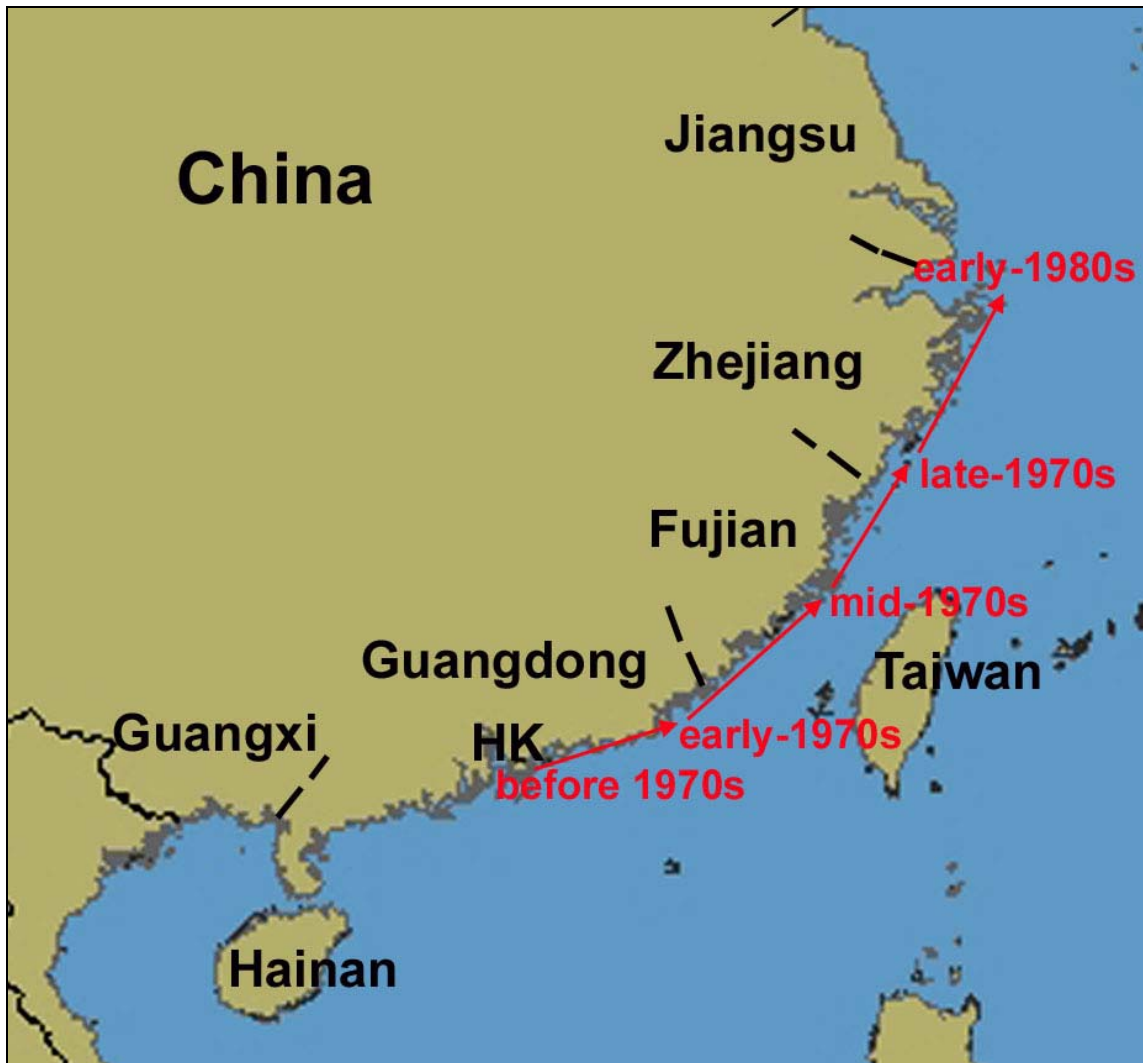 Jiangsu
China
early-1980s
Zhejiang
late-1970s
Fujian
mid-1970s
Guangdong
Taiwan
Guangxi
HK
early-1970s
before 1970s
Hainan